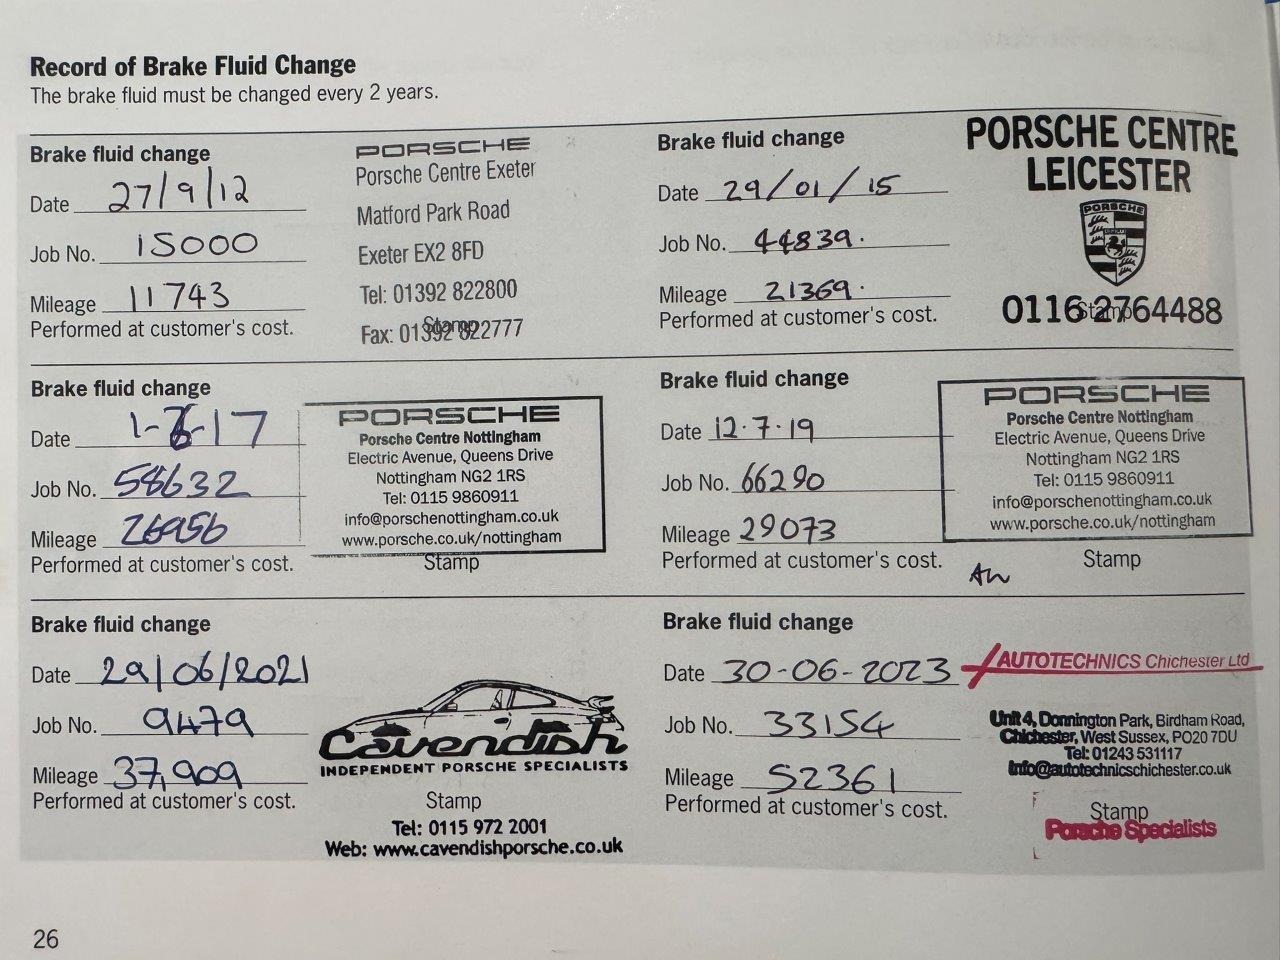 Record of Brake Fluid Change
The brake fluid must be changed every 2 years.
Brake fluid change
Date 27/9/12
Job No. 15000
Mileage 11743
Performed at customer's cost.
PORSCHE
Porsche Centre Exeter
Matford Park Road
Exeter EX2 8FD
Tel: 01392 822800
Fax: 01392 822777
Stamp
Brake fluid change
Date 29/01/15
Job No. 44839.
Mileage 21369.
Performed at customer's cost.
PORSCHE CENTRE
LEICESTER
PORSCHE
0116 2764488
Stamp
Brake fluid change
Date 1-6-17
Job No. 58632
Mileage 26956
Performed at customer's cost.
PORSCHE
Porsche Centre Nottingham
Electric Avenue, Queens Drive
Nottingham NG2 1RS
Tel: 0115 9860911
info@porschenottingham.co.uk
www.porsche.co.uk/nottingham
Stamp
Brake fluid change
Date 12.7.19
Job No. 66290
Mileage 29073
Performed at customer's cost.
PORSCHE
Porsche Centre Nottingham
Electric Avenue, Queens Drive
Nottingham NG2 1RS
Tel: 0115 9860911
info@porschenottingham.co.uk
www.porsche.co.uk/nottingham
Stamp
Brake fluid change
Date 29/06/2021
Job No. 9479
Mileage 37,909
Performed at customer's cost.
Cavendish
INDEPENDENT PORSCHE SPECIALISTS
Stamp
Tel: 0115 972 2001
Web: www.cavendishporsche.co.uk
Brake fluid change
Date 30-06-2023
Job No. 33154
Mileage 52361
Performed at customer's cost.
AUTOTECHNICS Chichester Ltd
Unit 4, Donnington Park, Birdham Road,
Chichester, West Sussex, PO20 7DU
Tel: 01243 531117
Info@autotechnicschichester.co.uk
Stamp
Porsche Specialists
26